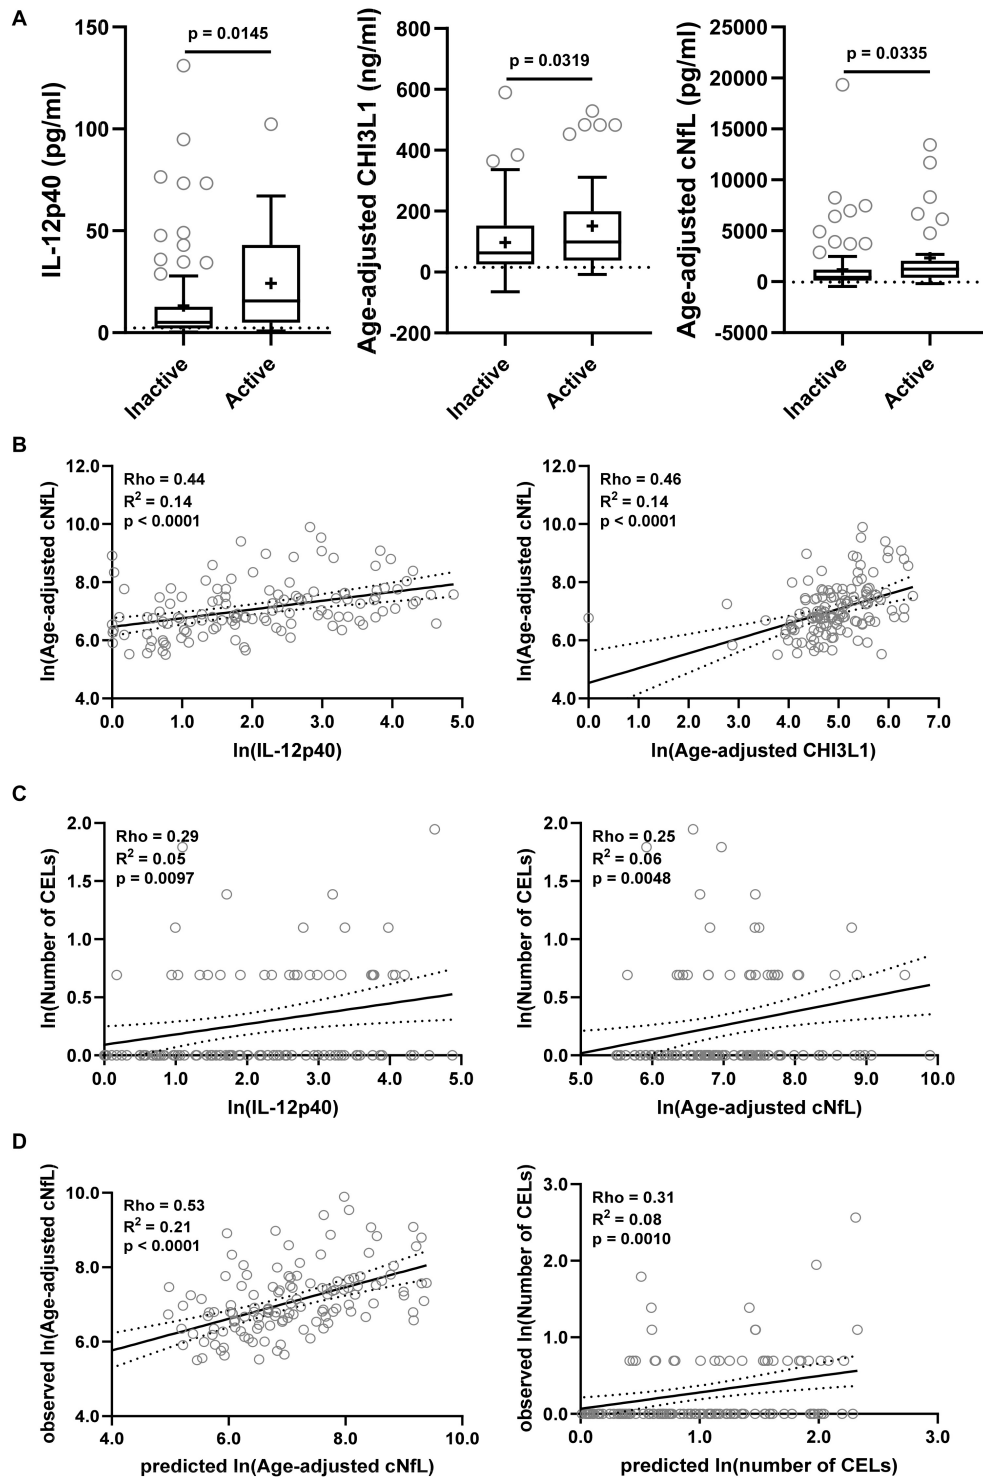 A
IL-12p40 (pg/ml)
150
100
50
0
p = 0.0145
Inactive
Active
Age-adjusted CHI3L1 (ng/ml)
800
600
400
200
0
-200
p = 0.0319
Inactive
Active
Age-adjusted cNfL (pg/ml)
25000
20000
15000
10000
5000
0
-5000
p = 0.0335
Inactive
Active
B
ln(Age-adjusted cNfL)
12.0
10.0
8.0
6.0
4.0
Rho = 0.44
R² = 0.14
p < 0.0001
0.0 1.0 2.0 3.0 4.0 5.0
ln(IL-12p40)
ln(Age-adjusted cNfL)
12.0
10.0
8.0
6.0
4.0
Rho = 0.46
R² = 0.14
p < 0.0001
0.0 1.0 2.0 3.0 4.0 5.0 6.0 7.0
ln(Age-adjusted CHI3L1)
C
ln(Number of CELs)
2.0
1.5
1.0
0.5
0.0
Rho = 0.29
R² = 0.05
p = 0.0097
0.0 1.0 2.0 3.0 4.0 5.0
ln(IL-12p40)
ln(Number of CELs)
2.0
1.5
1.0
0.5
0.0
Rho = 0.25
R² = 0.06
p = 0.0048
5.0 6.0 7.0 8.0 9.0 10.0
ln(Age-adjusted cNfL)
D
observed ln(Age-adjusted cNfL)
10.0
8.0
6.0
4.0
Rho = 0.53
R² = 0.21
p < 0.0001
4.0 6.0 8.0 10.0
predicted ln(Age-adjusted cNfL)
observed ln(Number of CELs)
3.0
2.0
1.0
0.0
Rho = 0.31
R² = 0.08
p = 0.0010
0.0 1.0 2.0 3.0
predicted ln(number of CELs)